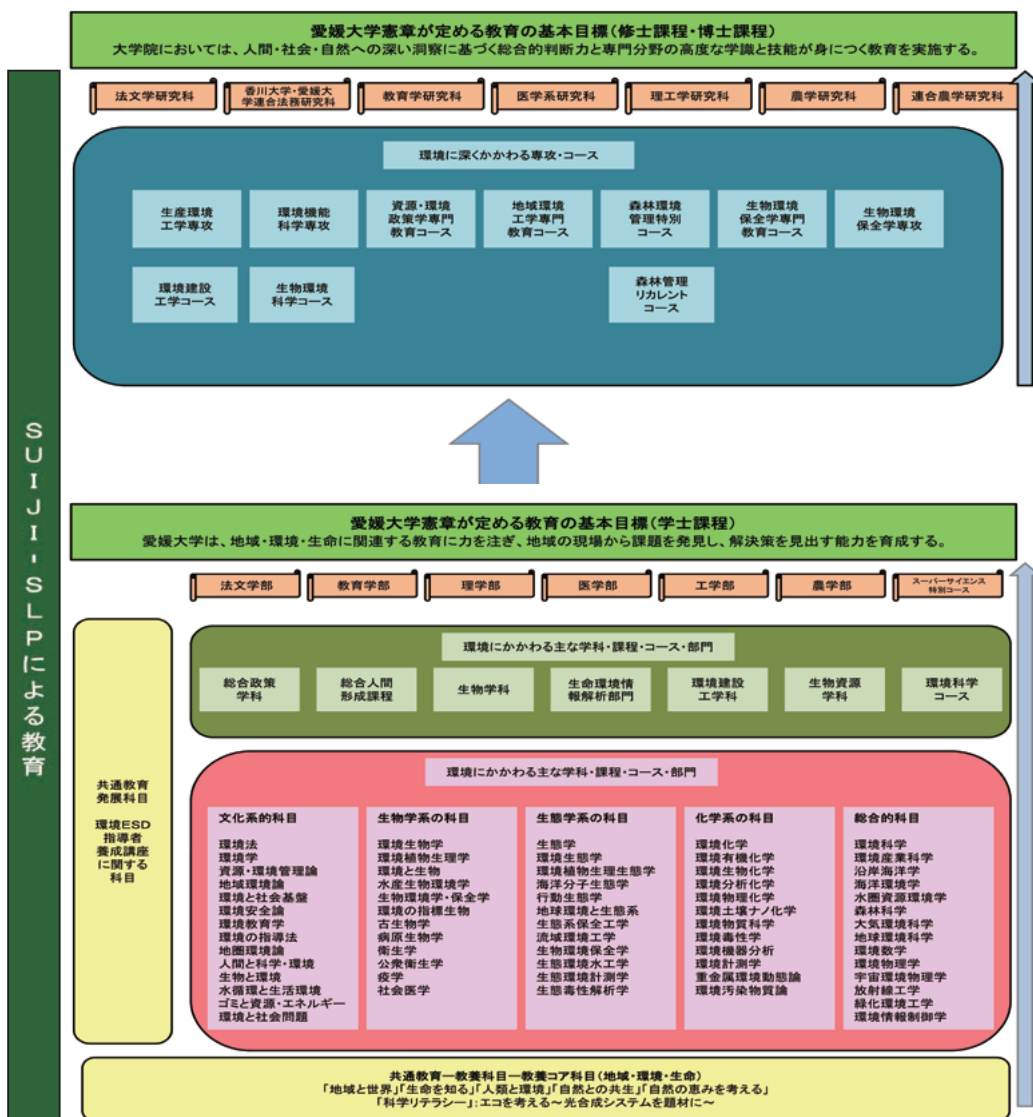 愛媛大学憲章が定める教育の基本目標(修士課程・博士課程)
大学院においては、人間・社会・自然への深い洞察に基づく総合的判断力と専門分野の高度な学識と技能が身につく教育を実施する。
法文学研究科
香川大学・愛媛大
学連合法務研究科
教育学研究科
医学系研究科
理工学研究科
農学研究科
連合農学研究科
環境に深くかかわる専攻・コース
生産環境
工学専攻
環境機能
科学専攻
資源・環境
政策学専門
教育コース
地域環境
工学専門
教育コース
森林環境
管理特別
コース
生物環境
保全学専門
教育コース
生物環境
保全学専攻
環境建設
工学コース
生物環境
科学コース
森林管理
リカレント
コース
SUIJI-SLPによる教育
愛媛大学憲章が定める教育の基本目標(学士課程)
愛媛大学は、地域・環境・生命に関連する教育に力を注ぎ、地域の現場から課題を発見し、解決策を見出す能力を育成する。
法文学部
教育学部
理学部
医学部
工学部
農学部
スーパーサイエンス
特別コース
環境にかかわる主な学科・課程・コース・部門
総合政策
学科
総合人間
形成課程
生物学科
生命環境情
報解析部門
環境建設
工学科
生物資源
学科
環境科学
コース
共通教育
発展科目
環境ESD
指導者
養成講座
に関する
科目
環境にかかわる主な学科・課程・コース・部門
文化系的科目
環境法
環境学
資源・環境管理論
地域環境論
環境と社会基盤
環境安全論
環境教育学
環境の指導法
地圏環境論
人間と科学・環境
生物と環境
水循環と生活環境
ゴミと資源・エネルギー
環境と社会問題
生物学系の科目
環境生物学
環境植物生理学
環境と生物
水産生物環境学
生物環境学・保全学
環境の指標生物
古生物学
病原生物学
衛生学
公衆衛生学
疫学
社会医学
生態学系の科目
生態学
環境生態学
環境植物生理生態学
海洋分子生態学
行動生態学
地球環境と生態系
生態系保全工学
流域環境工学
生物環境保全学
生態環境水工学
生態環境計測学
生態毒性解析学
化学系の科目
環境化学
環境有機化学
環境生物化学
環境分析化学
環境物理化学
環境土壌ナノ化学
環境物質科学
環境毒性学
環境機器分析
環境計測学
重金属環境動態論
環境汚染物質論
総合的科目
環境科学
環境産業科学
沿岸海洋学
海洋環境学
水圏資源環境学
森林科学
大気環境科学
地球環境科学
環境数学
環境物理学
宇宙環境物理学
放射線工学
緑化環境工学
環境情報制御学
共通教育―教養科目―教養コア科目(地域・環境・生命)
「地域と世界」「生命を知る」「人類と環境」「自然との共生」「自然の恵みを考える」
「科学リテラシー」:エコを考える～光合成システムを題材に～